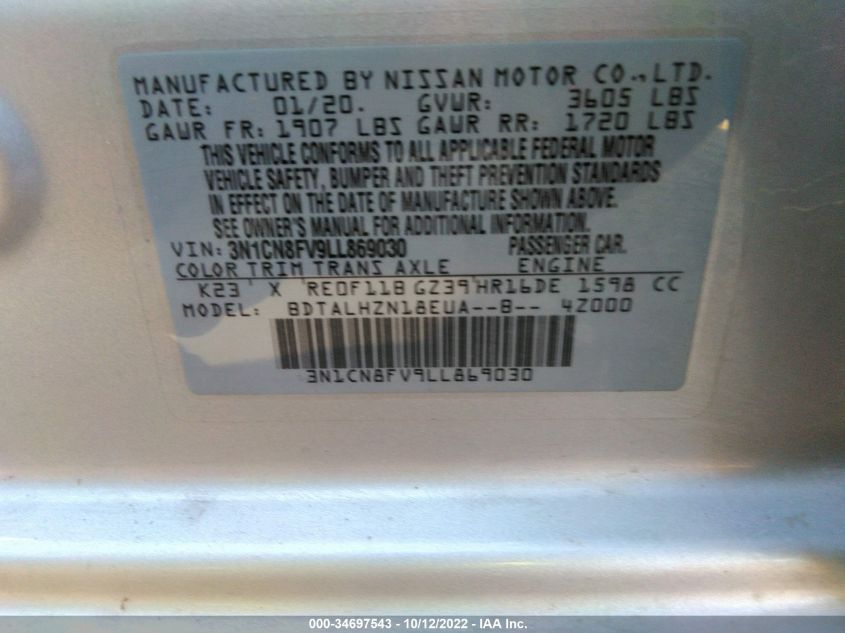 MANUFACTURED BY NISSAN MOTOR CO., LTD.
DATE: 01/20. GVWR: 3605 LBS
GAWR FR: 1907 LBS GAWR RR: 1720 LBS
THIS VEHICLE CONFORMS TO ALL APPLICABLE FEDERAL MOTOR
VEHICLE SAFETY, BUMPER AND THEFT PREVENTION STANDARDS
IN EFFECT ON THE DATE OF MANUFACTURE SHOWN ABOVE.
SEE OWNER'S MANUAL FOR ADDITIONAL INFORMATION.
VIN: 3N1CN8FV9LL869030 PASSENGER CAR.
COLOR TRIM TRANS AXLE ENGINE
K23 X RE0F11B GZ39 HR16DE 1598 CC
MODEL: BDTALHZN18EUA--B-- 4Z000
3N1CN8FV9LL869030
000-34697543 - 10/12/2022 - IAA Inc.